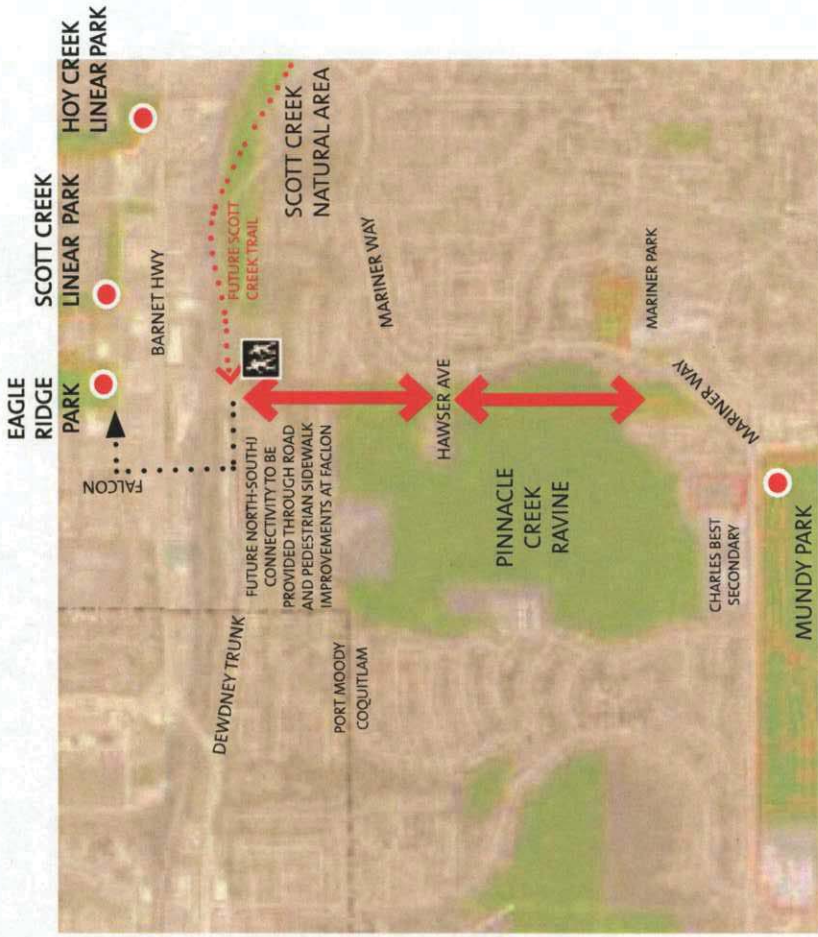 EAGLE
RIDGE
PARK
SCOTT CREEK
LINEAR PARK
HOY CREEK
LINEAR PARK
FALCON
BARNET HWY
FUTURE SCOTT
CREEK TRAIL
SCOTT CREEK
NATURAL AREA
DEWDNEY TRUNK
FUTURE NORTH-SOUTHJ
CONNECTIVITY TO BE
PROVIDED THROUGH ROAD
AND PEDESTRIAN SIDEWALK
IMPROVEMENTS AT FACLON
PORT MOODY
COQUITLAM
MARINER WAY
HAWSER AVE
PINNACLE
CREEK
RAVINE
MARINER PARK
MARINER WAY
CHARLES BEST
SECONDARY
MUNDY PARK